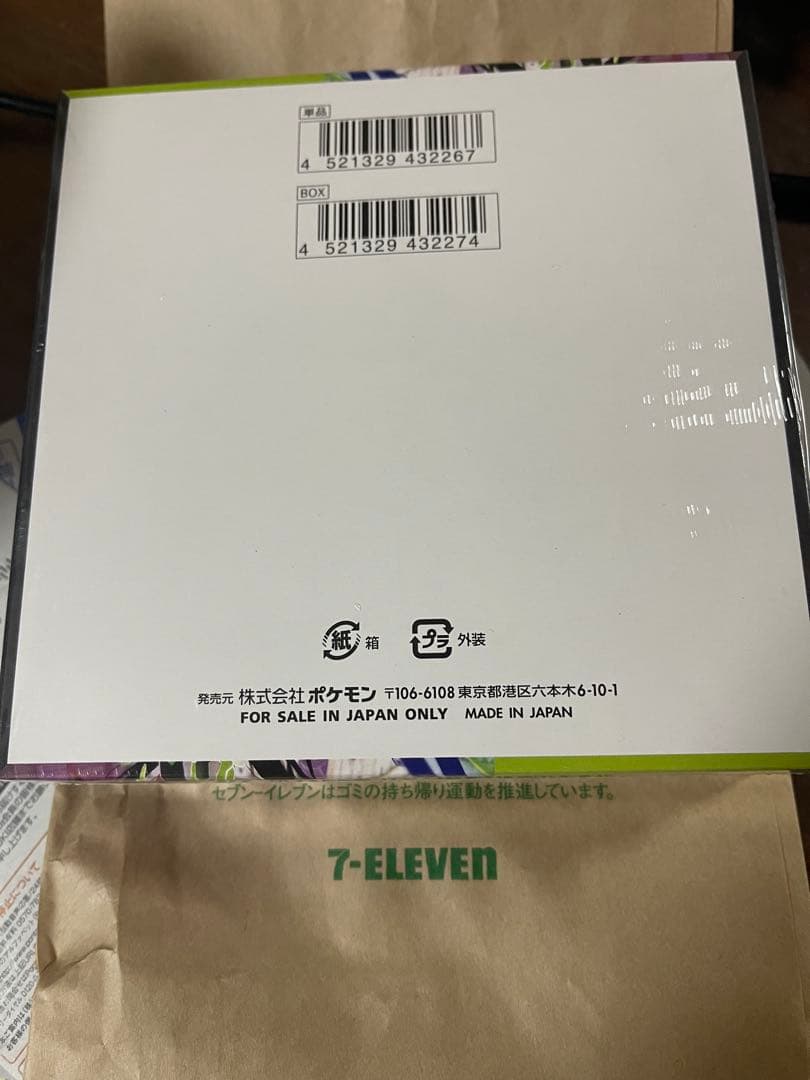 単品
4 521329 432267
BOX
4 521329 432274
紙 箱
プラ 外装
発売元 株式会社 ポケモン 〒106-6108 東京都港区六本木6-10-1
FOR SALE IN JAPAN ONLY MADE IN JAPAN
セブン-イレブンはゴミの持ち帰り運動を推進しています。
7-ELEVEn